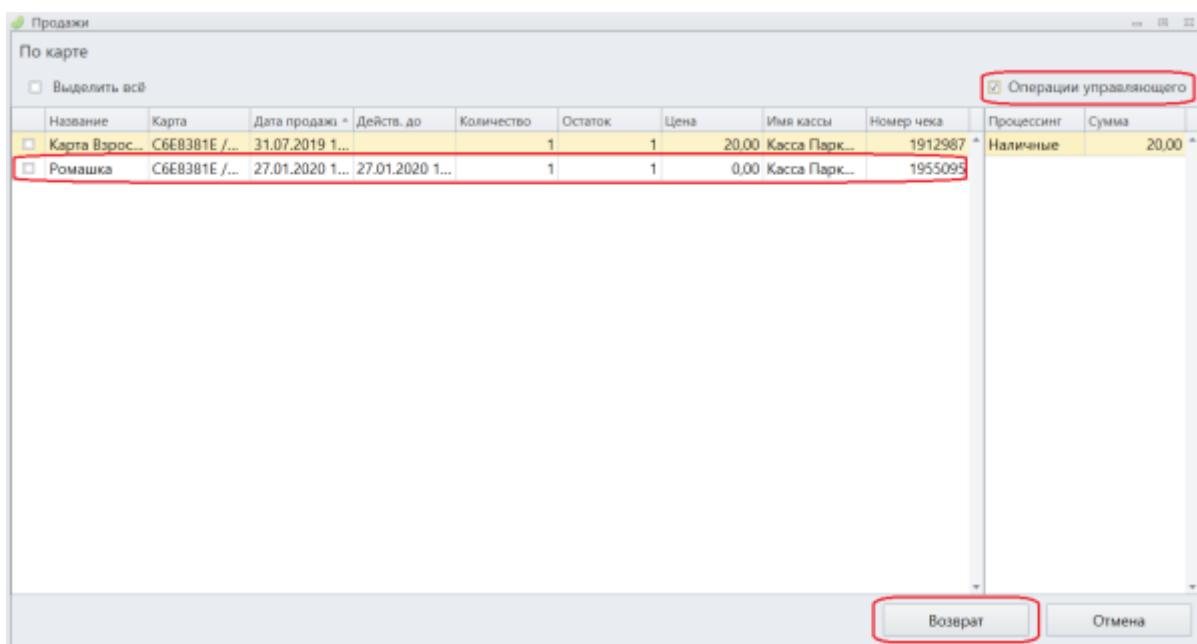 Продажи
По карте
Выделить всё
Операции управляющего
Название Карта Дата продажи Действ. до Количество Остаток Цена Имя кассы Номер чека Процессинг Сумма
Карта Взрос... C6E8381E /... 31.07.2019 1... 1 1 20,00 Касса Парк... 1912987 Наличные 20,00
Ромашка C6E8381E /... 27.01.2020 1... 27.01.2020 1... 1 1 0,00 Касса Парк... 1955095
Возврат Отмена